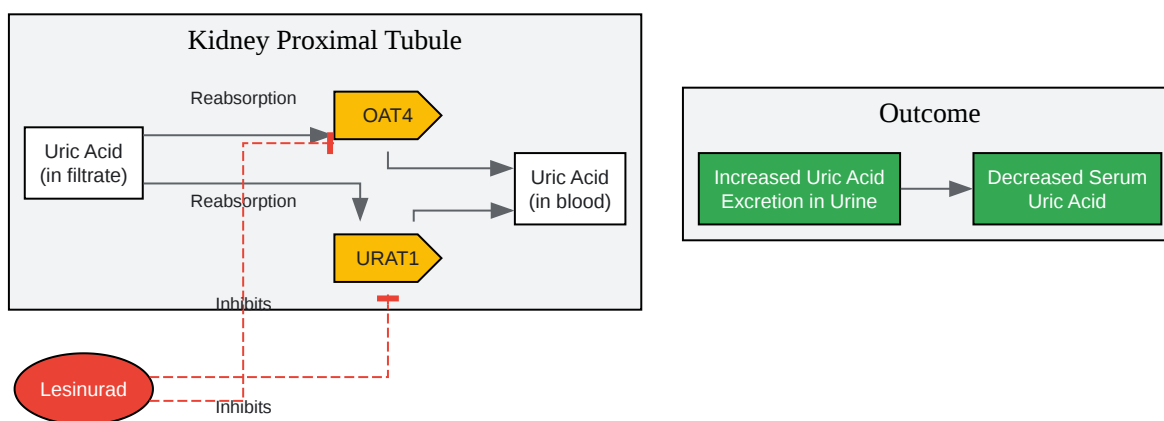 Kidney Proximal Tubule
Reabsorption
OAT4
Uric Acid
(in filtrate)
Uric Acid
(in blood)
Reabsorption
URAT1
Inhibits
Lesinurad
Inhibits
Outcome
Increased Uric Acid
Excretion in Urine
Decreased Serum
Uric Acid